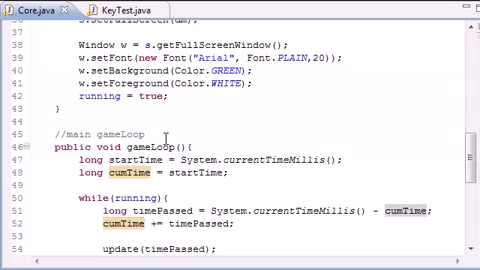 Core.java KeyTest.java
36 s.setFullScreen(dm);
37
38 Window w = s.getFullScreenWindow();
39 w.setFont(new Font("Arial", Font.PLAIN,20));
40 w.setBackground(Color.GREEN);
41 w.setForeground(Color.WHITE);
42 running = true;
43 }
44
45 //main gameLoop
46 public void gameLoop(){
47 long startTime = System.currentTimeMillis();
48 long cumTime = startTime;
49
50 while(running){
51 long timePassed = System.currentTimeMillis() - cumTime;
52 cumTime += timePassed;
53
54 update(timePassed);